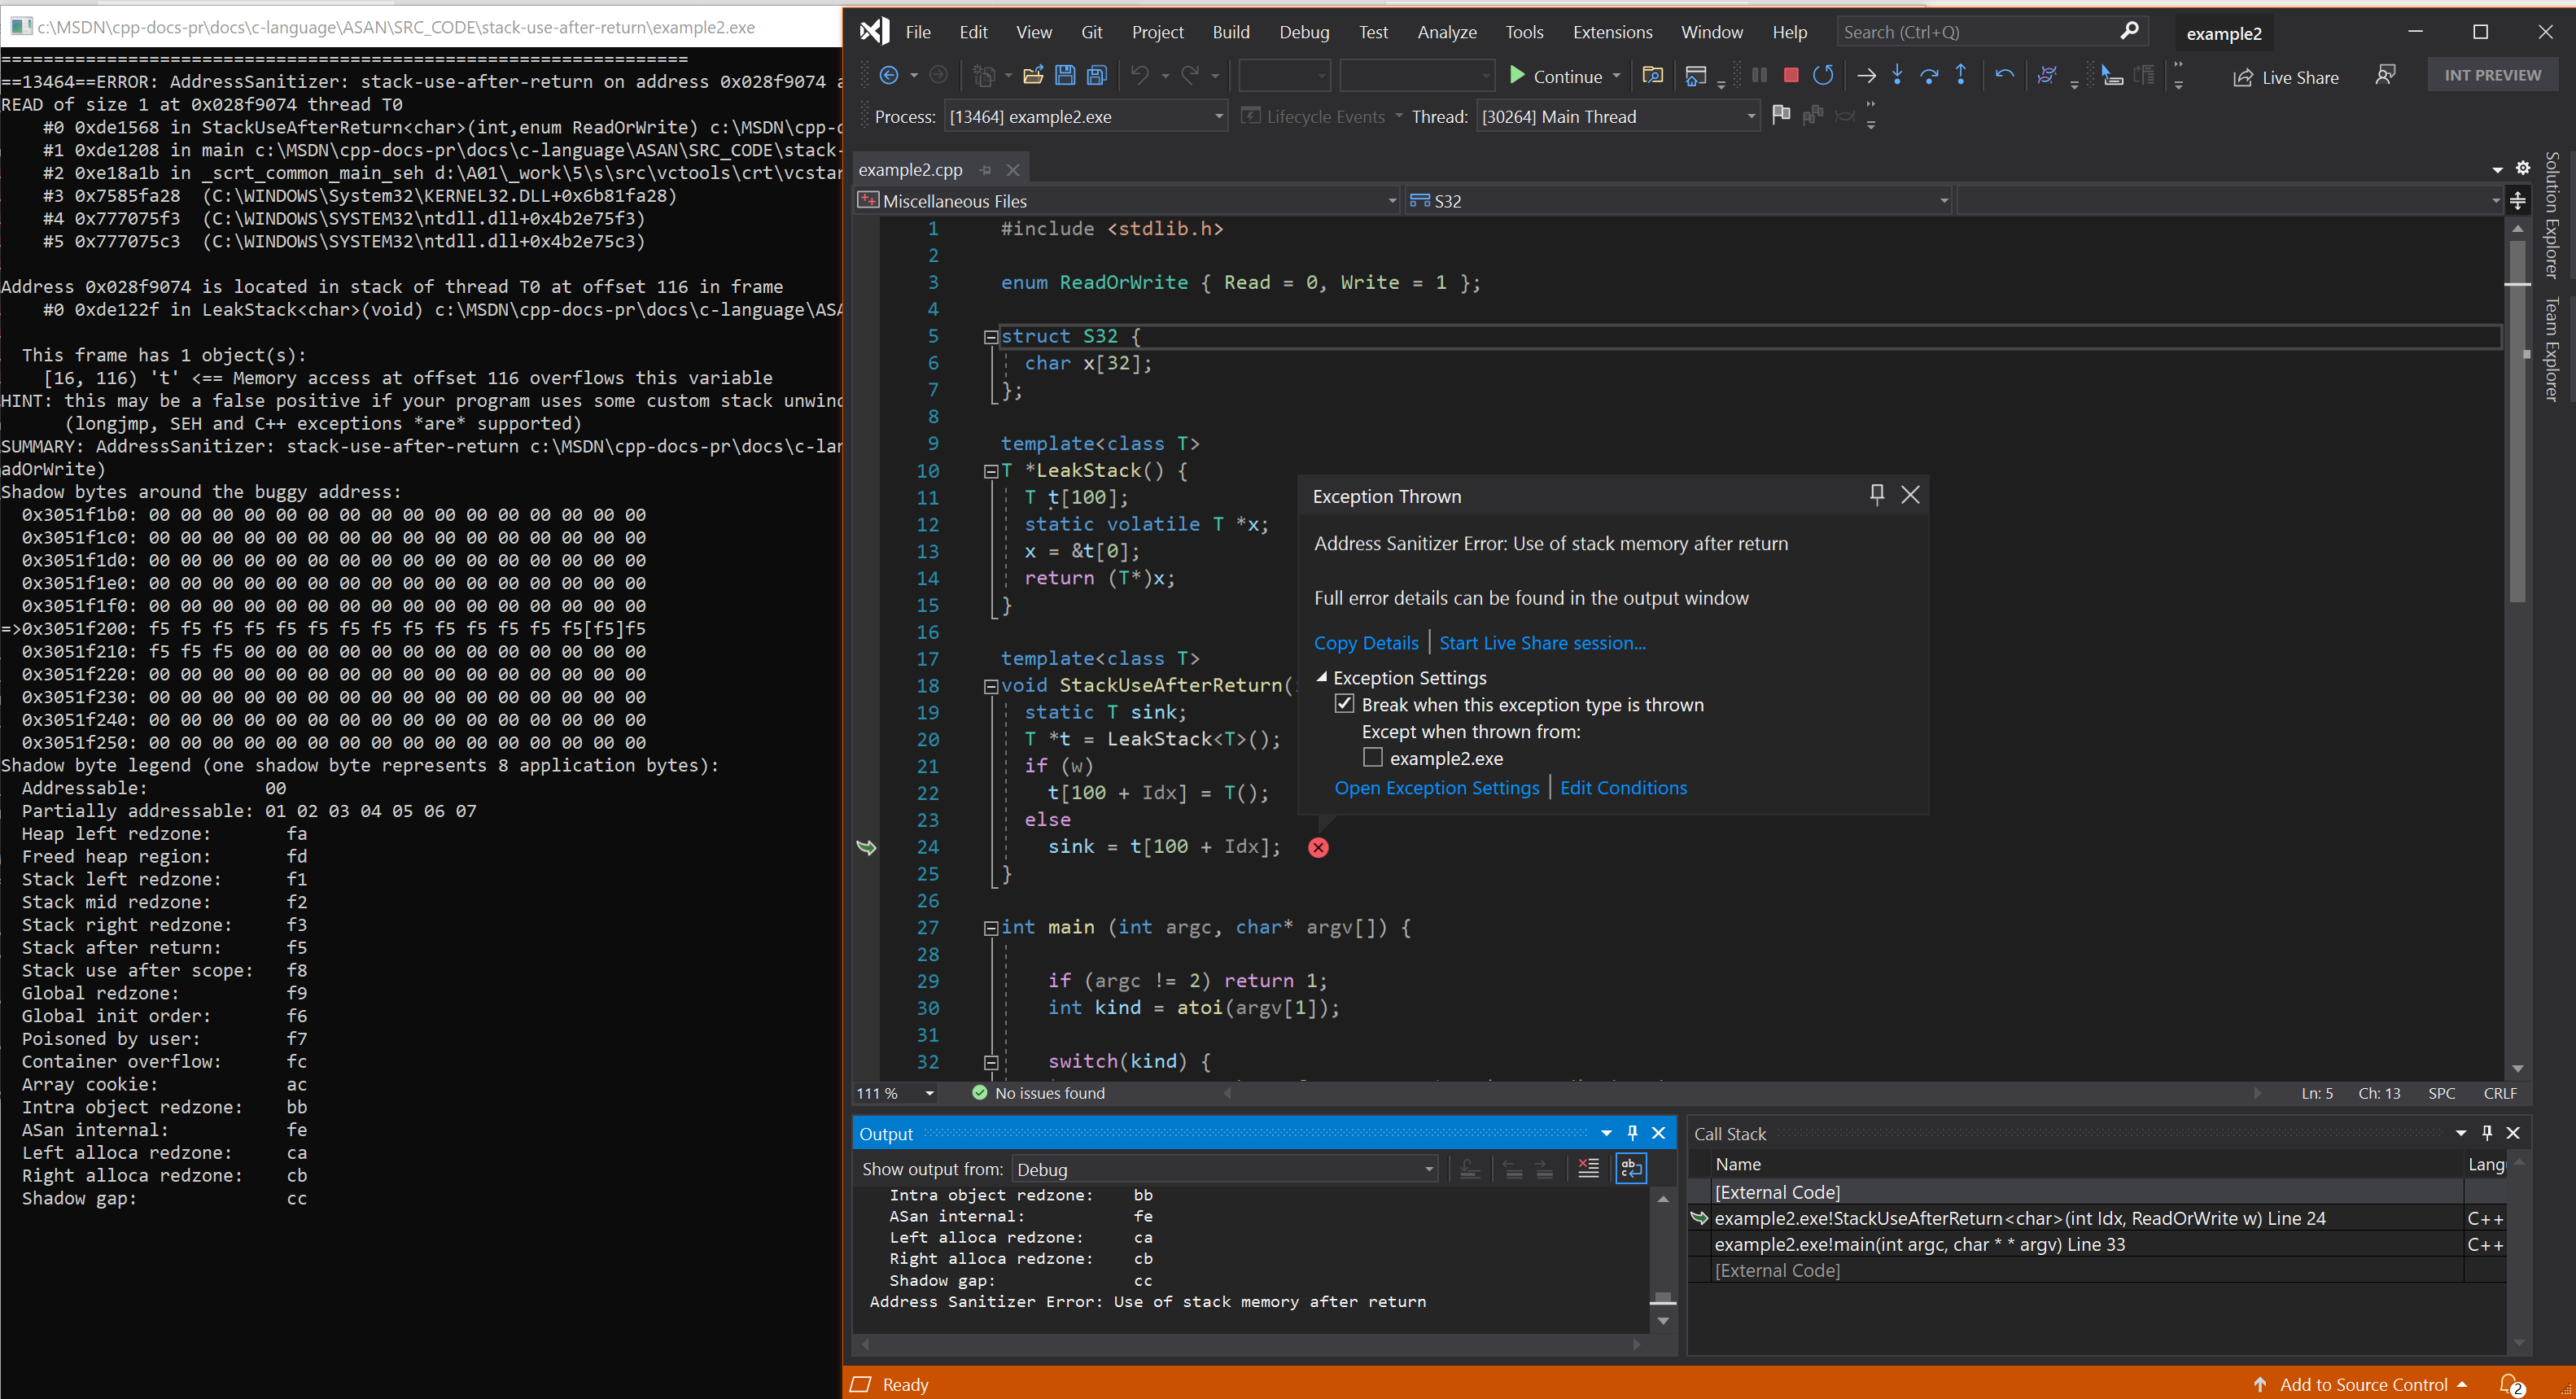 c:\MSDN\cpp-docs-pr\docs\c-language\ASAN\SRC_CODE\stack-use-after-return\example2.exe
=================================================================
==13464==ERROR: AddressSanitizer: stack-use-after-return on address 0x028f9074 a
READ of size 1 at 0x028f9074 thread T0
#0 0xde1568 in StackUseAfterReturn<char>(int,enum ReadOrWrite) c:\MSDN\cpp-d
#1 0xde1208 in main c:\MSDN\cpp-docs-pr\docs\c-language\ASAN\SRC_CODE\stack-
#2 0xe18a1b in _scrt_common_main_seh d:\A01\_work\5\s\src\vctools\crt\vcstar
#3 0x7585fa28  (C:\WINDOWS\System32\KERNEL32.DLL+0x6b81fa28)
#4 0x777075f3  (C:\WINDOWS\SYSTEM32\ntdll.dll+0x4b2e75f3)
#5 0x777075c3  (C:\WINDOWS\SYSTEM32\ntdll.dll+0x4b2e75c3)
Address 0x028f9074 is located in stack of thread T0 at offset 116 in frame
#0 0xde122f in LeakStack<char>(void) c:\MSDN\cpp-docs-pr\docs\c-language\ASA
This frame has 1 object(s):
[16, 116) 't' <== Memory access at offset 116 overflows this variable
HINT: this may be a false positive if your program uses some custom stack unwind
(longjmp, SEH and C++ exceptions *are* supported)
SUMMARY: AddressSanitizer: stack-use-after-return c:\MSDN\cpp-docs-pr\docs\c-lan
adOrWrite)
Shadow bytes around the buggy address:
0x3051f1b0: 00 00 00 00 00 00 00 00 00 00 00 00 00 00 00 00
0x3051f1c0: 00 00 00 00 00 00 00 00 00 00 00 00 00 00 00 00
0x3051f1d0: 00 00 00 00 00 00 00 00 00 00 00 00 00 00 00 00
0x3051f1e0: 00 00 00 00 00 00 00 00 00 00 00 00 00 00 00 00
0x3051f1f0: 00 00 00 00 00 00 00 00 00 00 00 00 00 00 00 00
=>0x3051f200: f5 f5 f5 f5 f5 f5 f5 f5 f5 f5 f5 f5 f5 f5[f5]f5
0x3051f210: f5 f5 f5 00 00 00 00 00 00 00 00 00 00 00 00 00
0x3051f220: 00 00 00 00 00 00 00 00 00 00 00 00 00 00 00 00
0x3051f230: 00 00 00 00 00 00 00 00 00 00 00 00 00 00 00 00
0x3051f240: 00 00 00 00 00 00 00 00 00 00 00 00 00 00 00 00
0x3051f250: 00 00 00 00 00 00 00 00 00 00 00 00 00 00 00 00
Shadow byte legend (one shadow byte represents 8 application bytes):
Addressable:           00
Partially addressable: 01 02 03 04 05 06 07
Heap left redzone:       fa
Freed heap region:       fd
Stack left redzone:      f1
Stack mid redzone:       f2
Stack right redzone:     f3
Stack after return:      f5
Stack use after scope:   f8
Global redzone:          f9
Global init order:       f6
Poisoned by user:        f7
Container overflow:      fc
Array cookie:            ac
Intra object redzone:    bb
ASan internal:           fe
Left alloca redzone:     ca
Right alloca redzone:    cb
Shadow gap:              cc
File Edit View Git Project Build Debug Test Analyze Tools Extensions Window Help Search (Ctrl+Q) example2
Continue Live Share INT PREVIEW
Process: [13464] example2.exe Lifecycle Events Thread: [30264] Main Thread
example2.cpp
Miscellaneous Files S32
1 #include <stdlib.h>
2
3 enum ReadOrWrite { Read = 0, Write = 1 };
4
5 struct S32 {
6 char x[32];
7 };
8
9 template<class T>
10 T *LeakStack() {
11 T t[100];
12 static volatile T *x;
13 x = &t[0];
14 return (T*)x;
15 }
16
17 template<class T>
18 void StackUseAfterReturn(
19 static T sink;
20 T *t = LeakStack<T>();
21 if (w)
22 t[100 + Idx] = T();
23 else
24 sink = t[100 + Idx];
25 }
26
27 int main (int argc, char* argv[]) {
28
29 if (argc != 2) return 1;
30 int kind = atoi(argv[1]);
31
32 switch(kind) {
Exception Thrown
Address Sanitizer Error: Use of stack memory after return
Full error details can be found in the output window
Copy Details | Start Live Share session...
Exception Settings
Break when this exception type is thrown
Except when thrown from:
example2.exe
Open Exception Settings | Edit Conditions
Solution Explorer
Team Explorer
111 % No issues found Ln: 5 Ch: 13 SPC CRLF
Output
Show output from: Debug
Intra object redzone:    bb
ASan internal:           fe
Left alloca redzone:     ca
Right alloca redzone:    cb
Shadow gap:              cc
Address Sanitizer Error: Use of stack memory after return
Call Stack
Name Lang
[External Code]
example2.exe!StackUseAfterReturn<char>(int Idx, ReadOrWrite w) Line 24 C++
example2.exe!main(int argc, char * * argv) Line 33 C++
[External Code]
Ready Add to Source Control 2